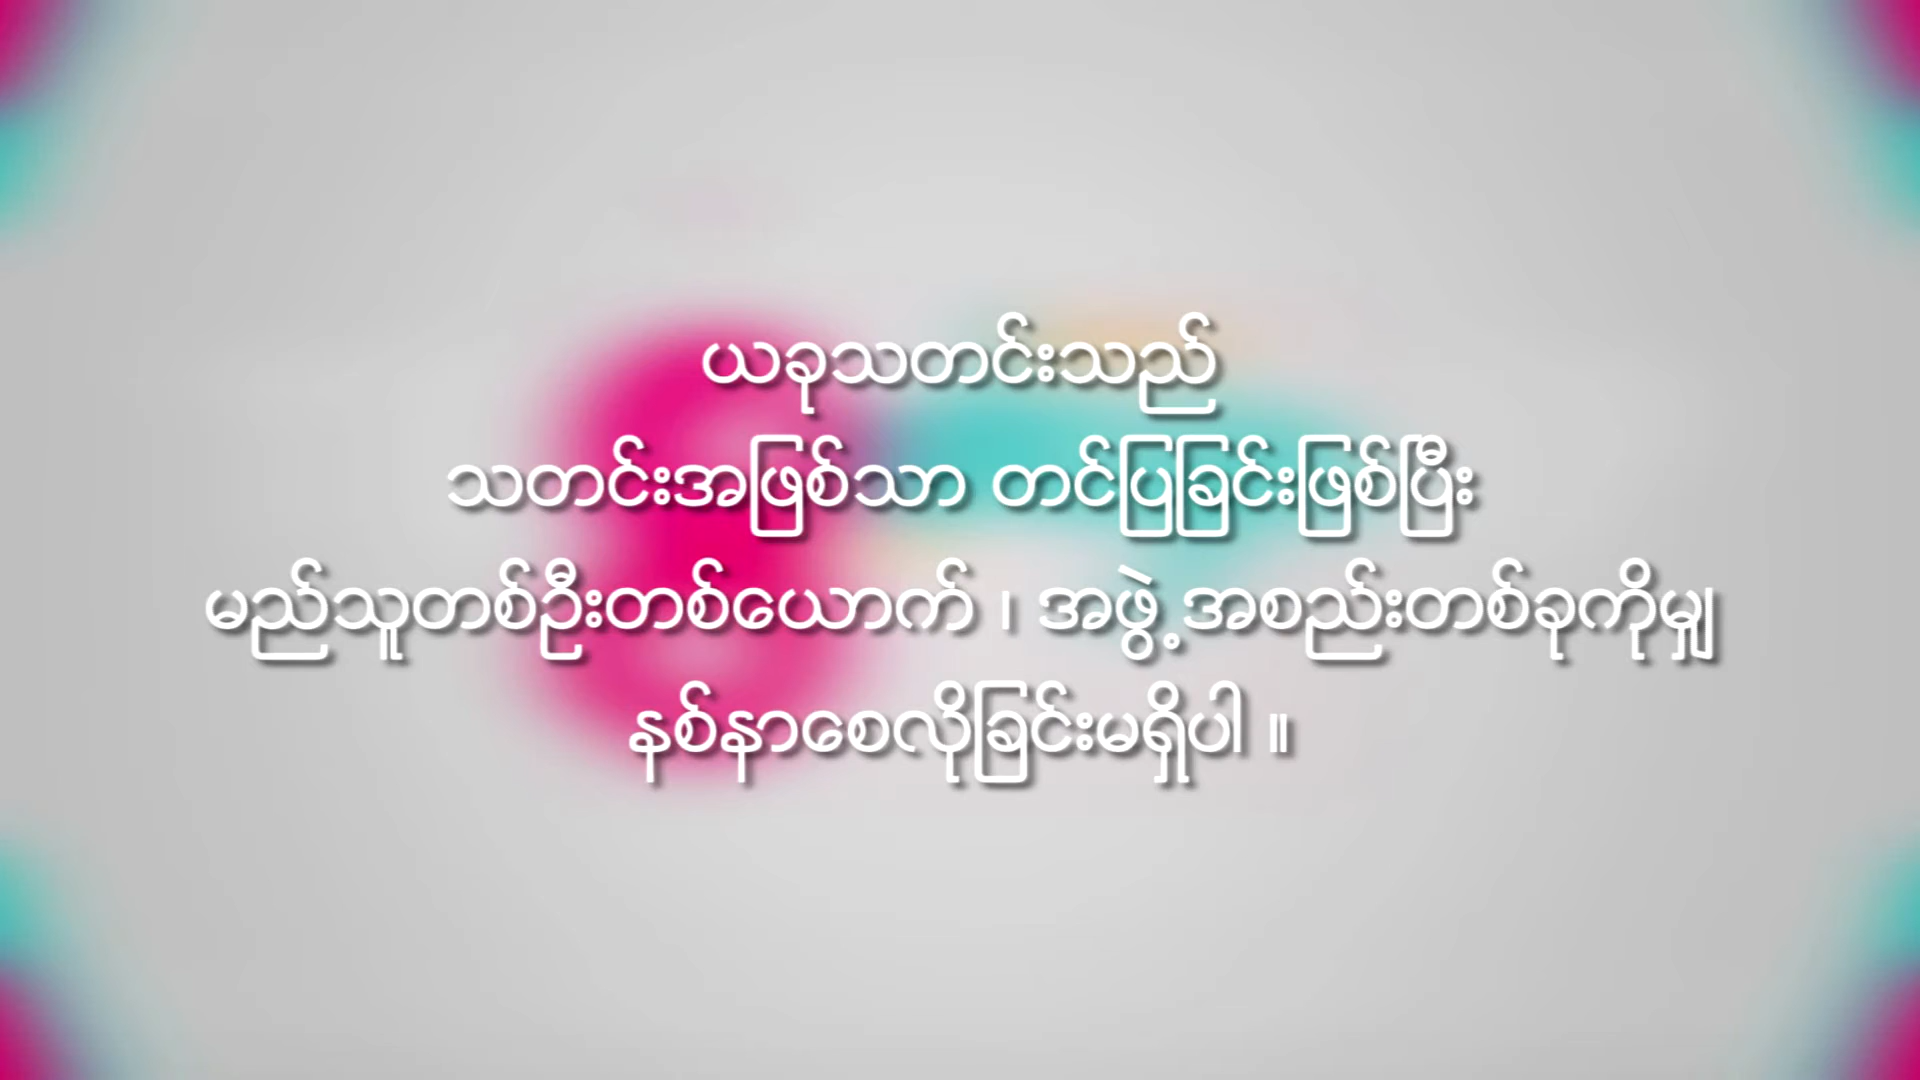 ယခုသတင်းသည်
သတင်းအဖြစ်သာ တင်ပြခြင်းဖြစ်ပြီး
မည်သူတစ်ဦးတစ်ယောက် ၊ အဖွဲ့အစည်းတစ်ခုကိုမျှ
နစ်နာစေလိုခြင်းမရှိပါ ။